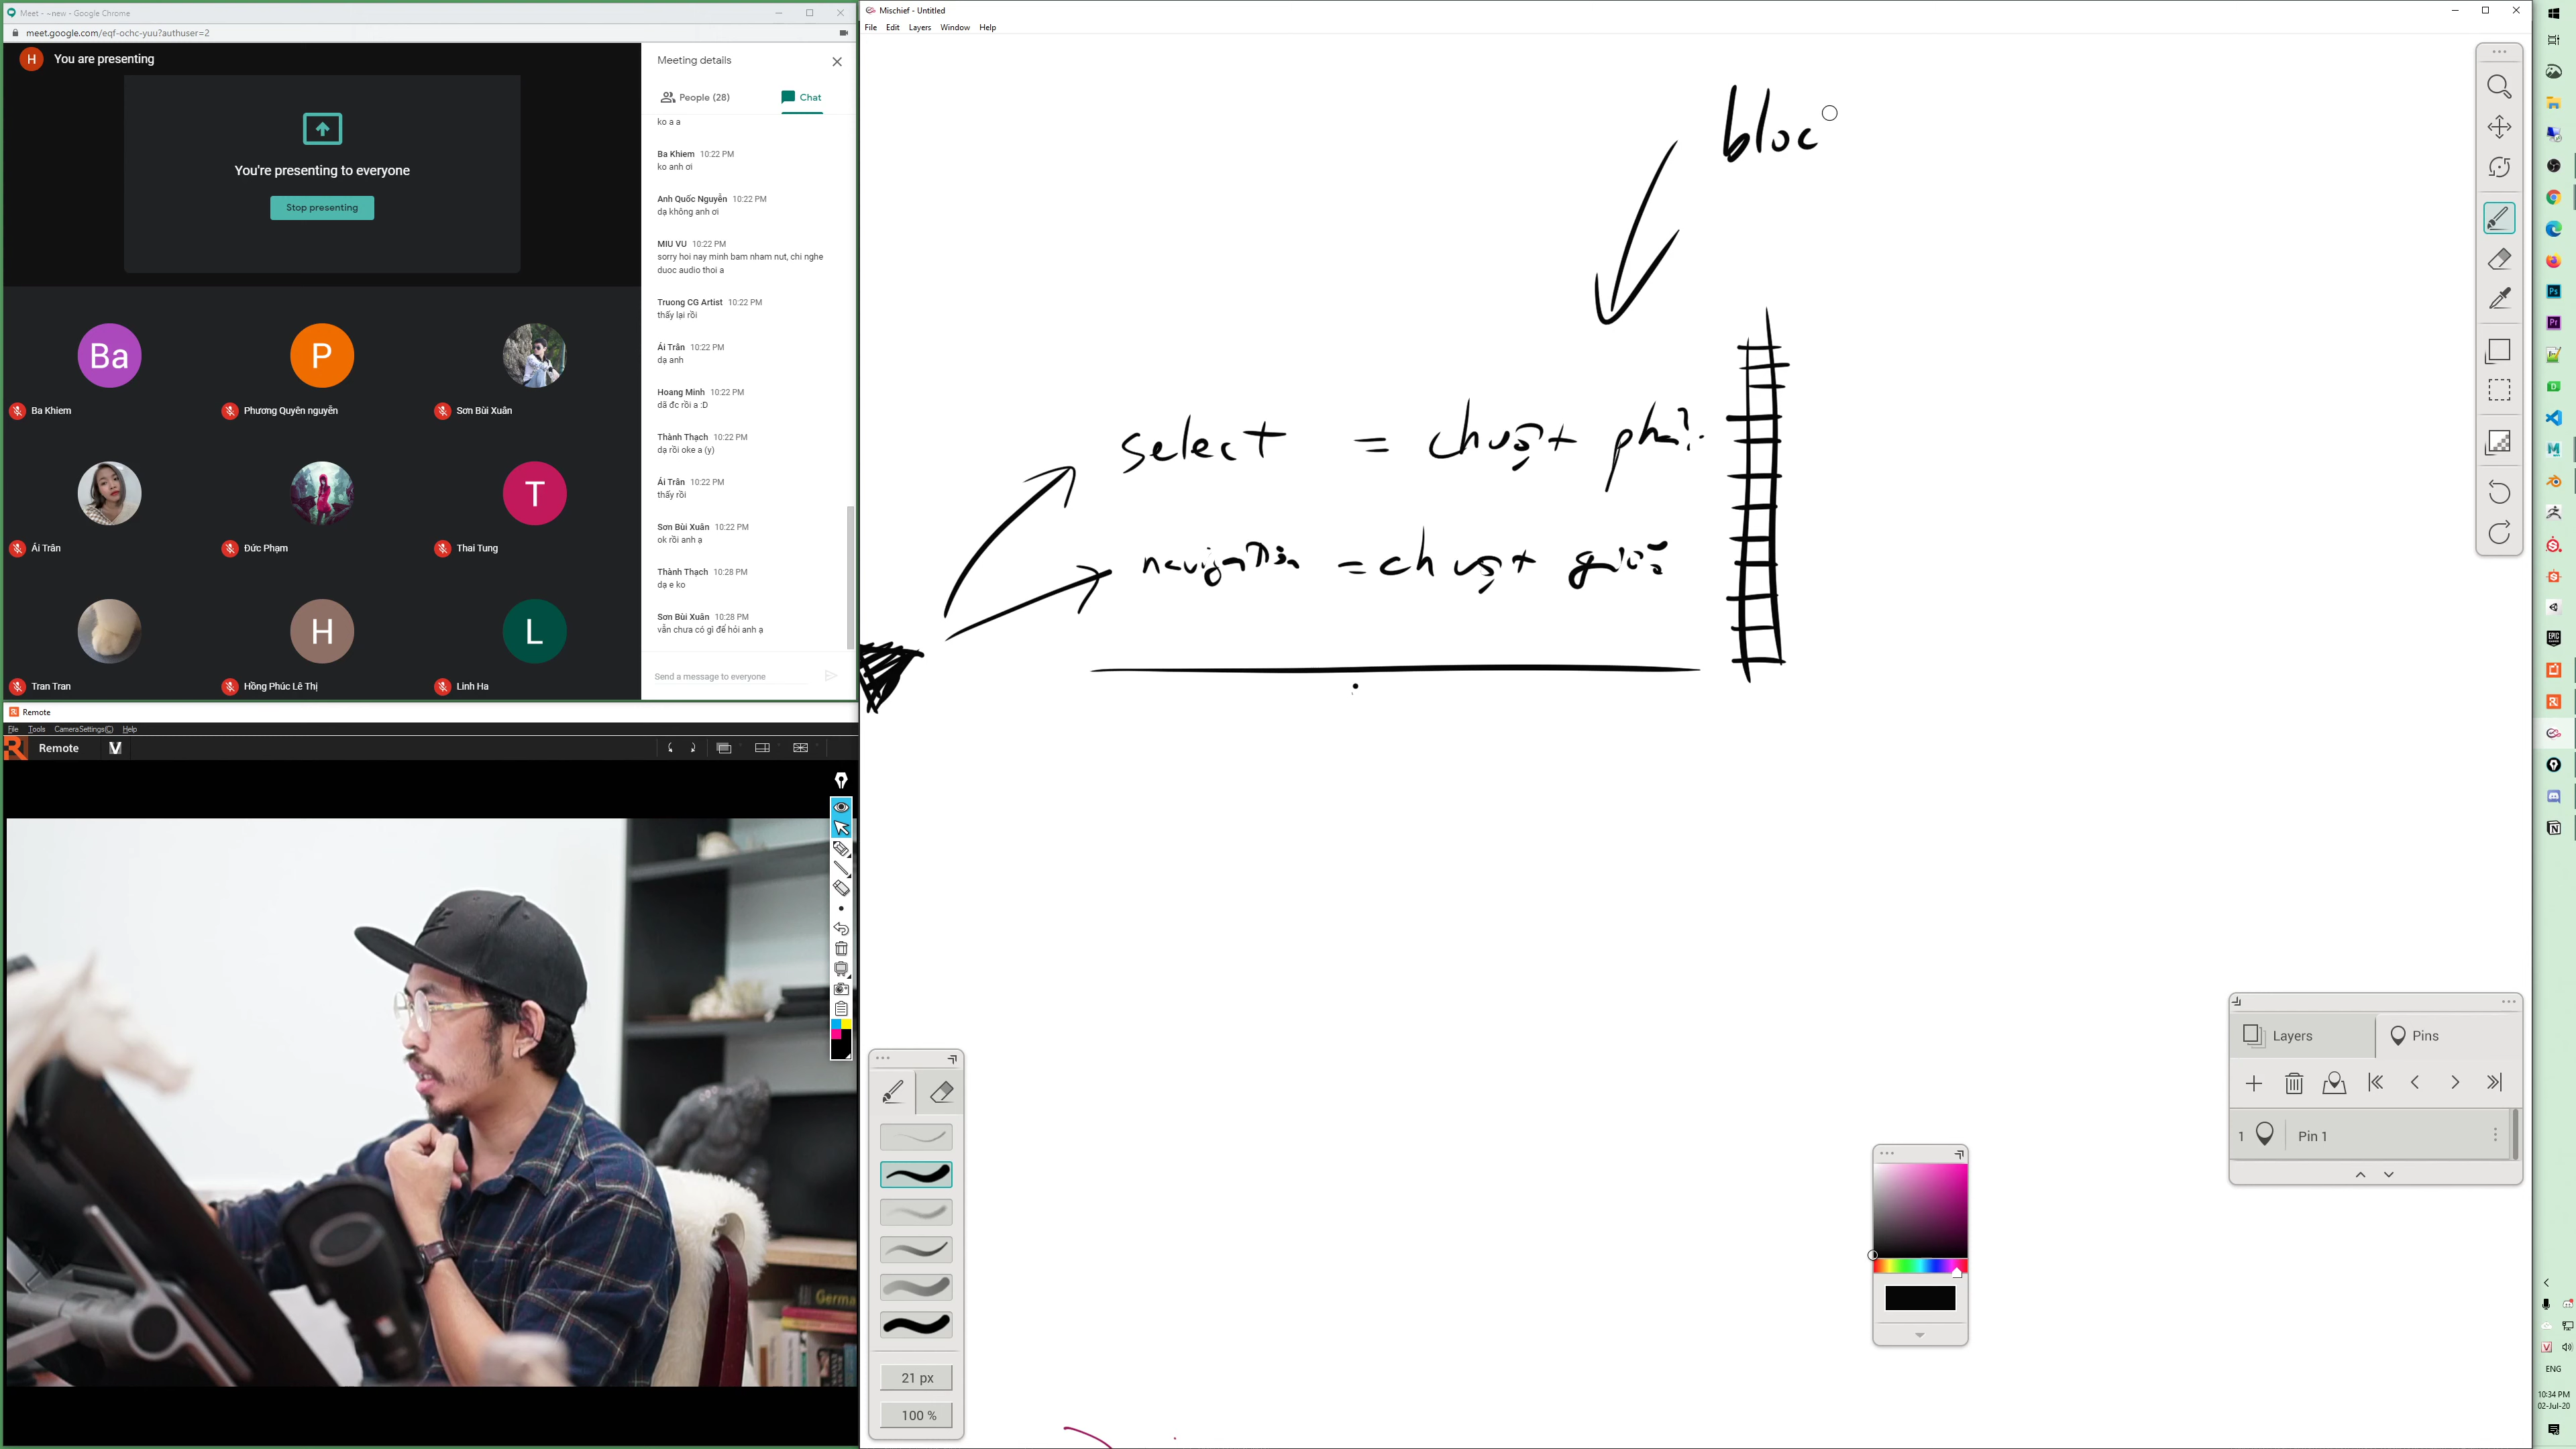 Meet - ~new - Google Chrome
meet.google.com/eqf-ochc-yuu?authuser=2
H You are presenting
You're presenting to everyone
Stop presenting
Ba
P
Ba Khiem
Phương Quyên nguyễn
Sơn Bùi Xuân
T
Ái Trân
Đức Phạm
Thai Tung
H
L
Tran Tran
Hồng Phúc Lê Thị
Linh Ha
Meeting details
People (28)
Chat
ko a a
Ba Khiem 10:22 PM
ko anh ơi
Anh Quốc Nguyễn 10:22 PM
dạ không anh ơi
MIU VU 10:22 PM
sorry hoi nay minh bam nham nut, chi nghe
duoc audio thoi a
Truong CG Artist 10:22 PM
thấy lại rồi
Ái Trân 10:22 PM
dạ anh
Hoang Minh 10:22 PM
dã đc rồi a :D
Thành Thạch 10:22 PM
dạ rồi oke a (y)
Ái Trân 10:22 PM
thấy rồi
Sơn Bùi Xuân 10:22 PM
ok rồi anh ạ
Thành Thạch 10:28 PM
dạ e ko
Sơn Bùi Xuân 10:28 PM
vẫn chưa có gì để hỏi anh ạ
Send a message to everyone
Remote
File Tools CameraSettings(C) Help
Remote
Germa
Mischief - Untitled
File Edit Layers Window Help
bloc
select = chuột phải
navigation = chuột giữa
21 px
100 %
Layers
Pins
1 Pin 1
Ps
Pr
D
M
EPIC
ENG
10:34 PM
02-Jul-20